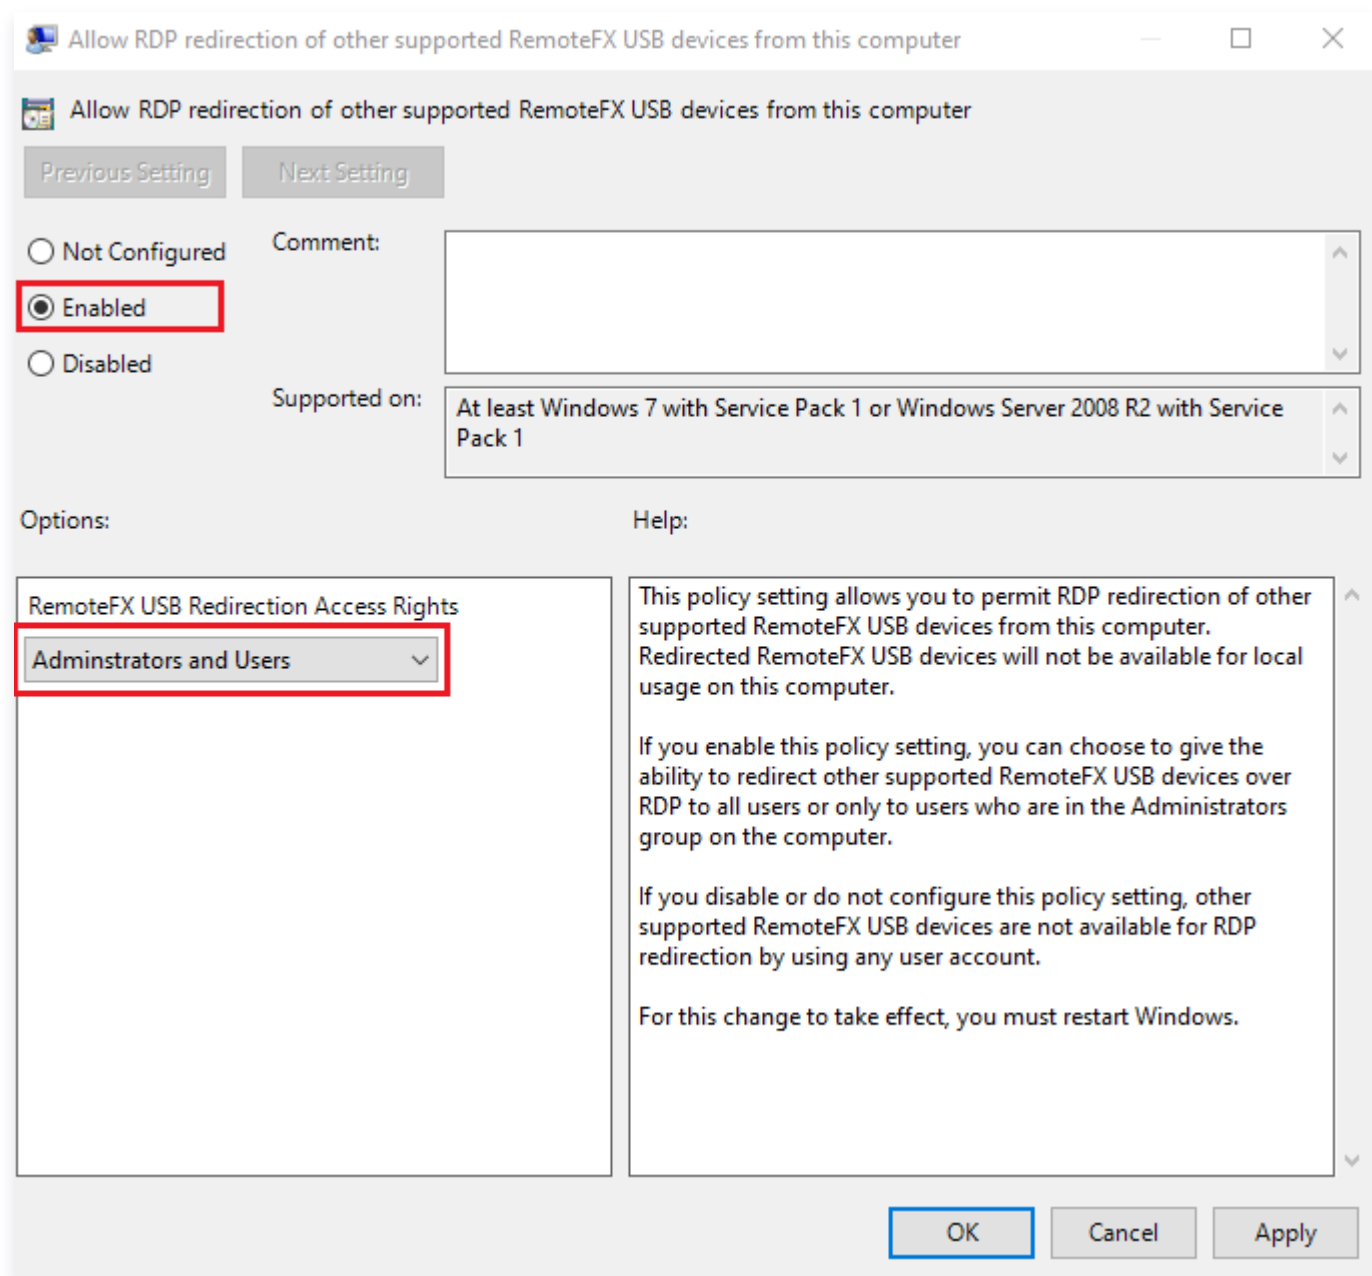 Allow RDP redirection of other supported RemoteFX USB devices from this computer
Allow RDP redirection of other supported RemoteFX USB devices from this computer
Previous Setting
Next Setting
Not Configured
Comment:
Enabled
Disabled
Supported on:
At least Windows 7 with Service Pack 1 or Windows Server 2008 R2 with Service
Pack 1
Options:
Help:
RemoteFX USB Redirection Access Rights
Adminstrators and Users
This policy setting allows you to permit RDP redirection of other
supported RemoteFX USB devices from this computer.
Redirected RemoteFX USB devices will not be available for local
usage on this computer.
If you enable this policy setting, you can choose to give the
ability to redirect other supported RemoteFX USB devices over
RDP to all users or only to users who are in the Administrators
group on the computer.
If you disable or do not configure this policy setting, other
supported RemoteFX USB devices are not available for RDP
redirection by using any user account.
For this change to take effect, you must restart Windows.
OK
Cancel
Apply